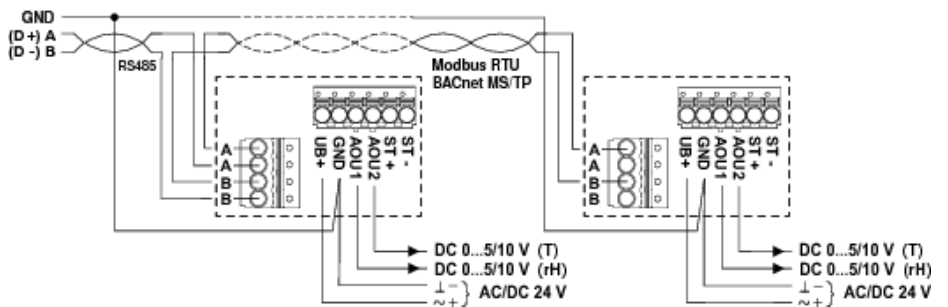 GND
(D+) A
(D -) B
RS485
Modbus RTU
BACnet MS/TP
A
A
B
B
UB+
GND
AOU1
AOU2
ST +
ST -
A
A
B
B
UB+
GND
AOU1
AOU2
ST +
ST -
DC 0...5/10 V (T)
DC 0...5/10 V (rH)
⊥ −
~ + } AC/DC 24 V
DC 0...5/10 V (T)
DC 0...5/10 V (rH)
⊥ −
~ + } AC/DC 24 V